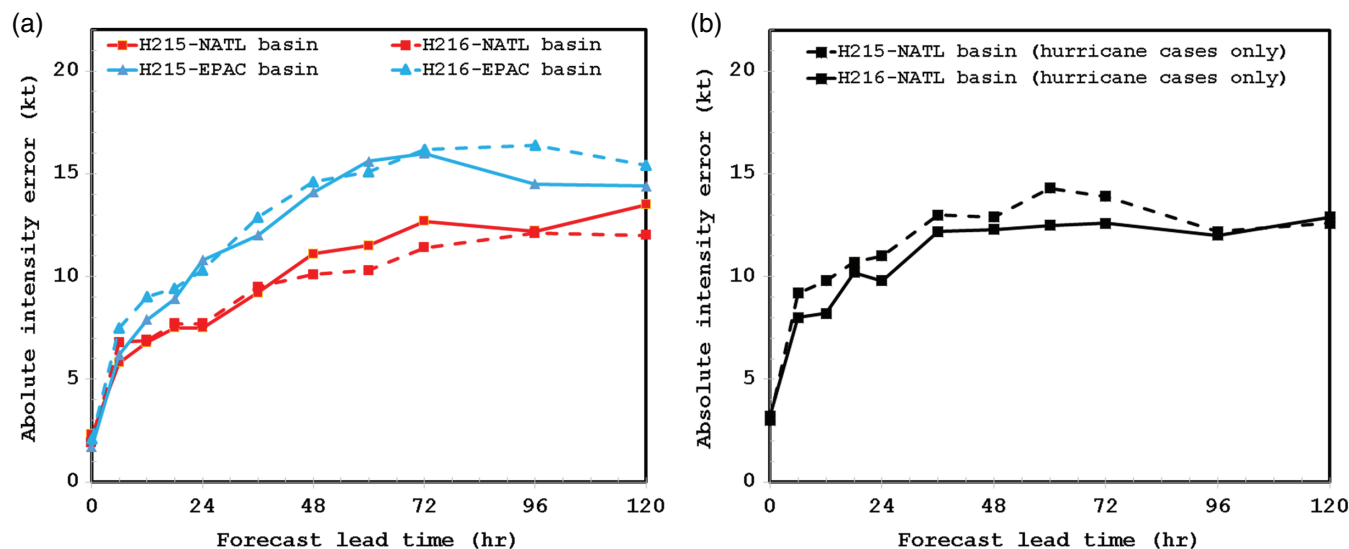 (a)
H215-NATL basin
H216-NATL basin
H215-EPAC basin
H216-EPAC basin
20
15
10
5
0
Abolute intensity error (kt)
0 24 48 72 96 120
Forecast lead time (hr)
(b)
H215-NATL basin (hurricane cases only)
H216-NATL basin (hurricane cases only)
20
15
10
5
0
Absolute intensity error (kt)
0 24 48 72 96 120
Forecast lead time (hr)